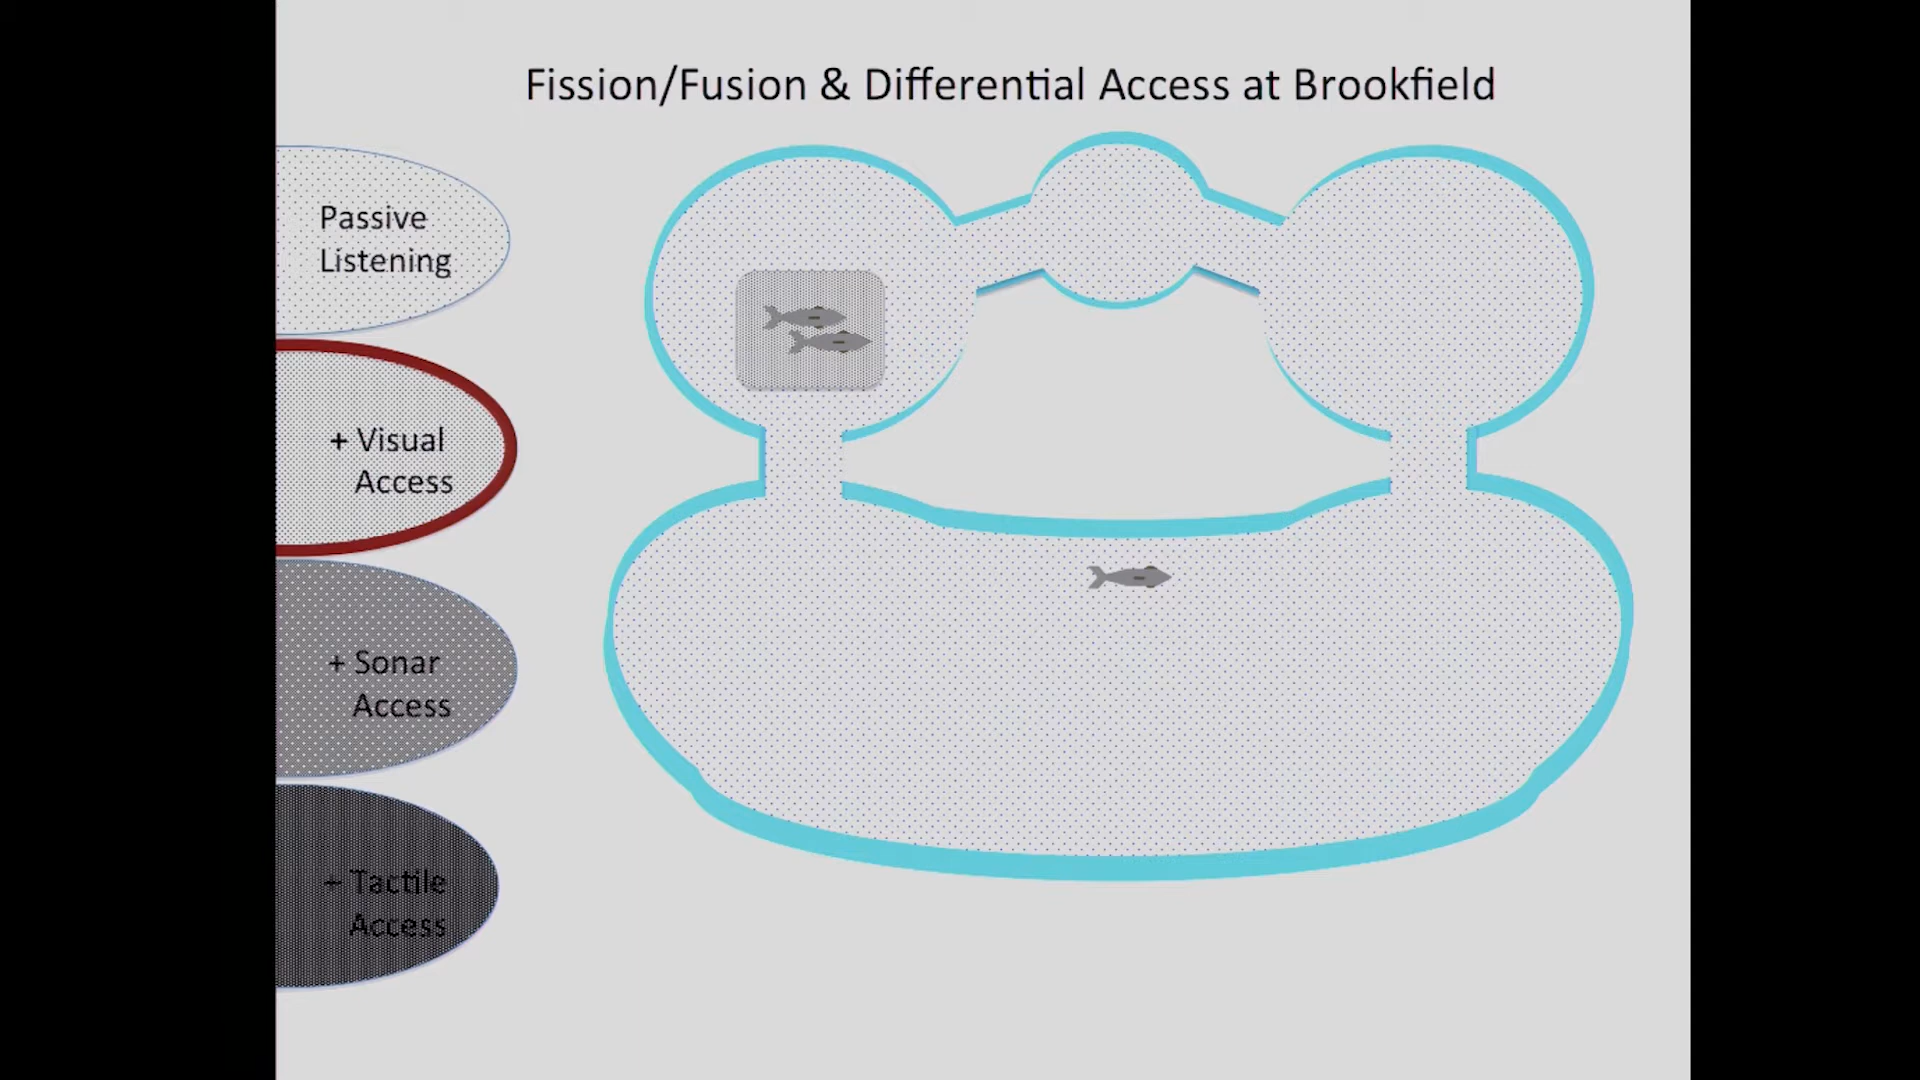 Fission/Fusion & Differential Access at Brookfield
Passive
Listening
+ Visual
Access
+ Sonar
Access
+ Tactile
Access